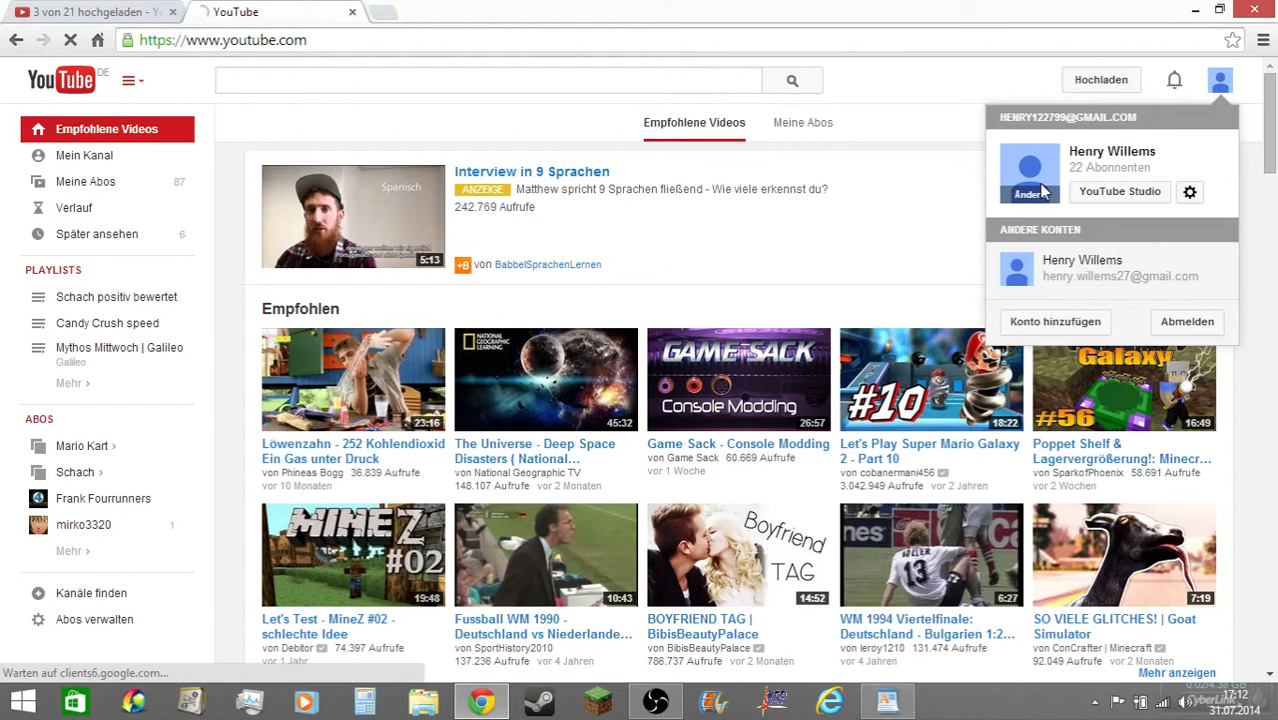 3 von 21 hochgeladen - Yo
YouTube
https://www.youtube.com
YouTube DE
Hochladen
Empfohlene Videos
Meine Abos
HENRY122799@GMAIL.COM
Henry Willems
22 Abonnenten
Änder
YouTube Studio
ANDERE KONTEN
Henry Willems
henry.willems27@gmail.com
Konto hinzufügen
Abmelden
Empfohlene Videos
Mein Kanal
Meine Abos 87
Verlauf
Später ansehen 6
PLAYLISTS
Schach positiv bewertet
Candy Crush speed
Mythos Mittwoch | Galileo
Galileo
Mehr ›
ABOS
Mario Kart ›
Schach ›
Frank Fourrunners
mirko3320 1
Mehr ›
Kanäle finden
Abos verwalten
Spanisch
5:13
Interview in 9 Sprachen
ANZEIGE Matthew spricht 9 Sprachen fließend - Wie viele erkennst du?
242.769 Aufrufe
+B von BabbelSprachenLernen
Empfohlen
23:16
Löwenzahn - 252 Kohlendioxid
Ein Gas unter Druck
von Phineas Bogg 36.839 Aufrufe
vor 10 Monaten
NATIONAL GEOGRAPHIC
45:32
The Universe - Deep Space
Disasters ( National...
von National Geographic TV
148.107 Aufrufe vor 2 Monaten
GAME SACK
Console Modding
26:57
Game Sack - Console Modding
von Game Sack 60.669 Aufrufe
vor 1 Woche
#10
18:22
Let's Play Super Mario Galaxy
2 - Part 10
von cobanermani456
3.042.949 Aufrufe vor 2 Jahren
Galaxy
#56
16:49
Poppet Shelf &
Lagervergrößerung!: Minecr...
von SparkofPhoenix 58.691 Aufrufe
vor 2 Wochen
MINEZ
#02
19:48
Let's Test - MineZ #02 -
schlechte Idee
von Debitor 74.397 Aufrufe
vor 1 Jahr
10:43
Fussball WM 1990 -
Deutschland vs Niederlande...
von SportHistory2010
137.236 Aufrufe vor 4 Jahren
Boyfriend
TAG
14:52
BOYFRIEND TAG |
BibisBeautyPalace
von BibisBeautyPalace
786.737 Aufrufe vor 2 Monaten
VÖLLER
13
6:27
WM 1994 Viertelfinale:
Deutschland - Bulgarien 1:2...
von leroy1210 131.474 Aufrufe
vor 4 Jahren
7:19
SO VIELE GLITCHES! | Goat
Simulator
von ConCrafter | Minecraft
92.049 Aufrufe vor 2 Monaten
Mehr anzeigen
Warten auf clients6.google.com...
17:12
31.07.2014
CyberLink